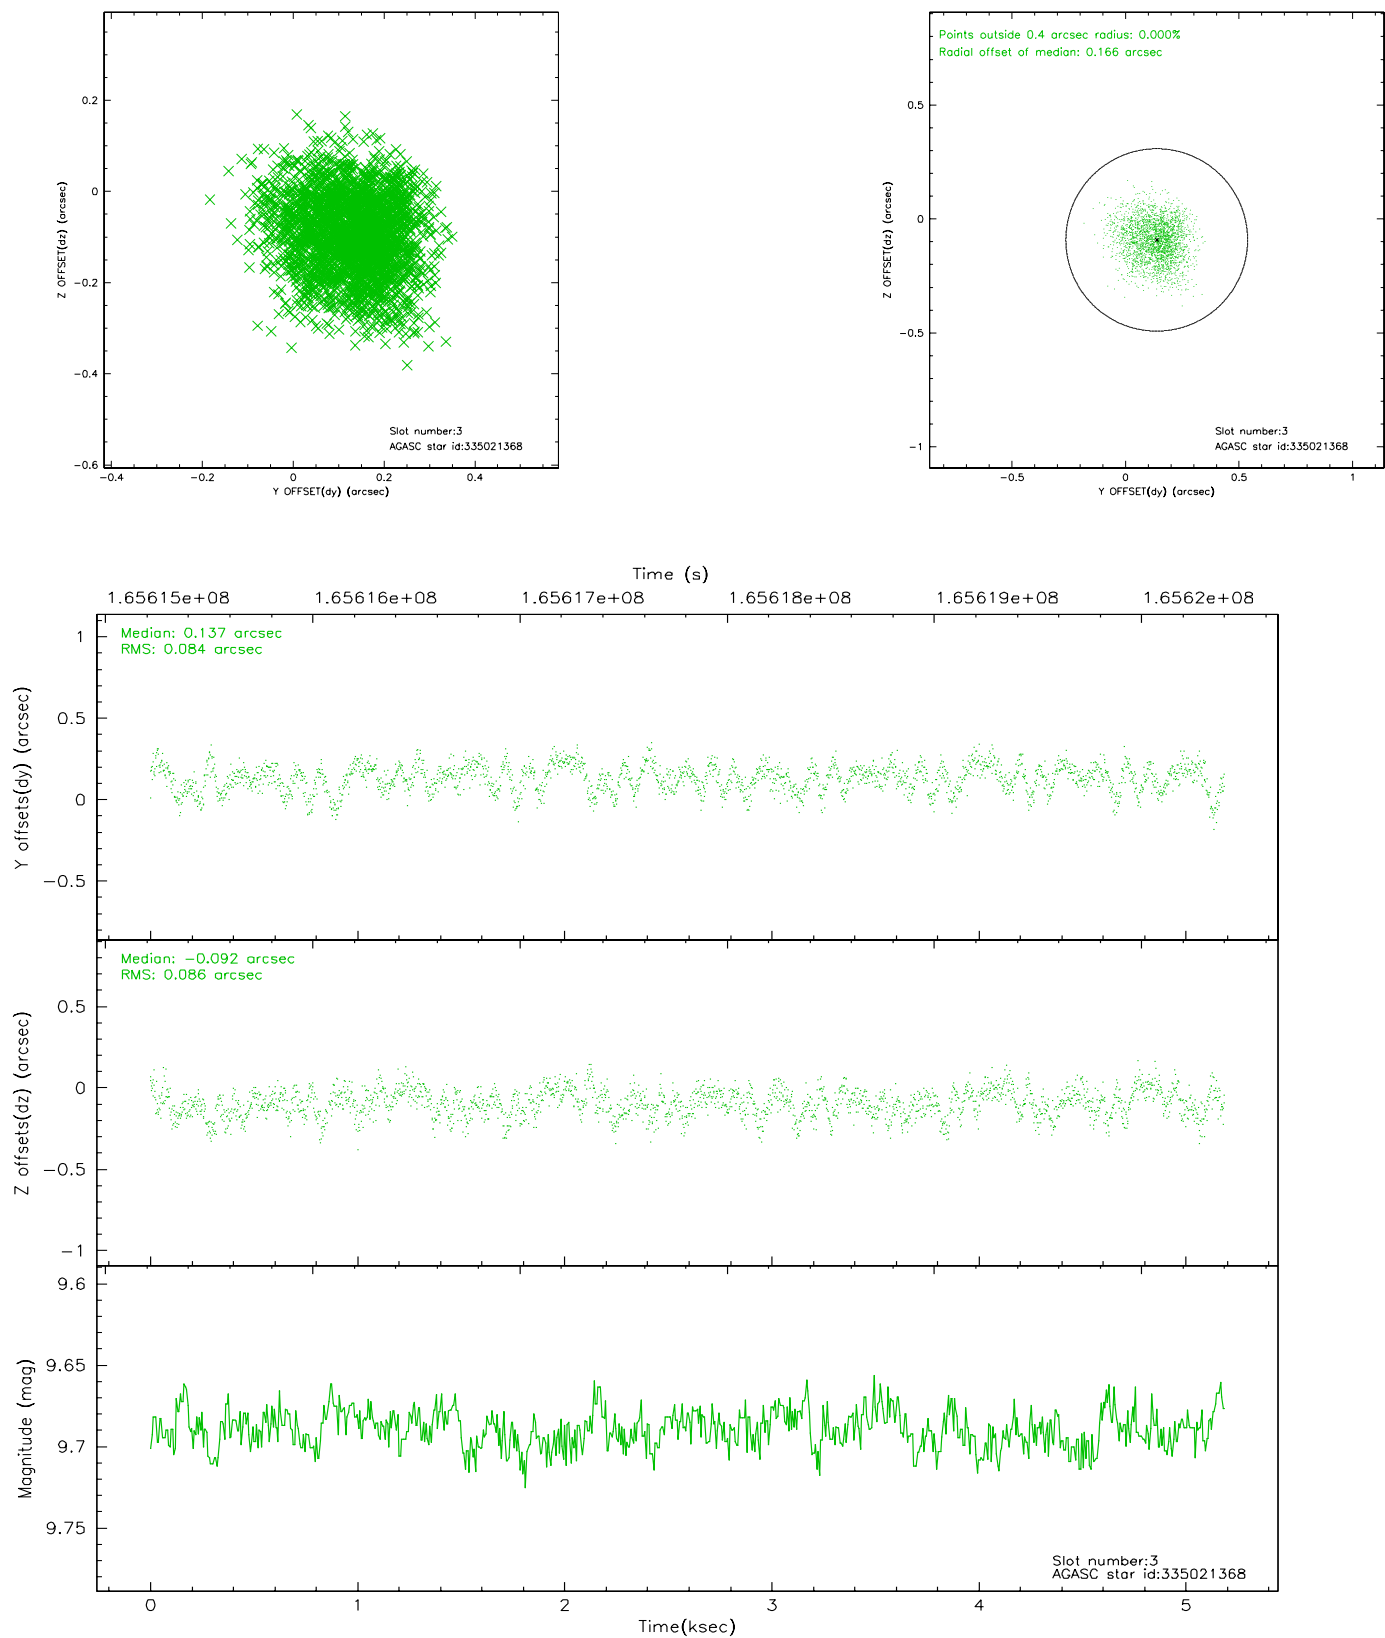 0.2
0
−0.2
−0.4
−0.6
Z OFFSET(dz) (arcsec)
Slot number:3
AGASC star id:335021368
−0.4
−0.2
0
0.2
0.4
Y OFFSET(dy) (arcsec)
Points outside 0.4 arcsec radius: 0.000%
Radial offset of median: 0.166 arcsec
0.5
0
−0.5
−1
Z OFFSET(dz) (arcsec)
Slot number:3
AGASC star id:335021368
−0.5
0
0.5
1
Y OFFSET(dy) (arcsec)
Time (s)
1.65615e+08
1.65616e+08
1.65617e+08
1.65618e+08
1.65619e+08
1.6562e+08
Median: 0.137 arcsec
RMS: 0.084 arcsec
1
0.5
0
−0.5
Y offsets(dy) (arcsec)
Median: −0.092 arcsec
RMS: 0.086 arcsec
0.5
0
−0.5
−1
Z offsets(dz) (arcsec)
9.6
9.65
9.7
9.75
Magnitude (mag)
Slot number:3
AGASC star id:335021368
0
1
2
3
4
5
Time(ksec)